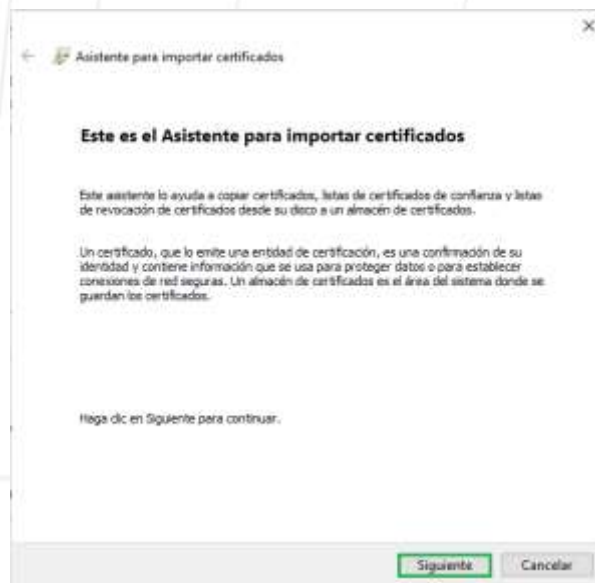 Asistente para importar certificados
Este es el Asistente para importar certificados
Este asistente lo ayuda a copiar certificados, listas de certificados de confianza y listas
de revocación de certificados desde su disco a un almacén de certificados.
Un certificado, que lo emite una entidad de certificación, es una confirmación de su
identidad y contiene información que se usa para proteger datos o para establecer
conexiones de red seguras. Un almacén de certificados es el área del sistema donde se
guardan los certificados.
Haga clic en Siguiente para continuar.
Siguiente
Cancelar